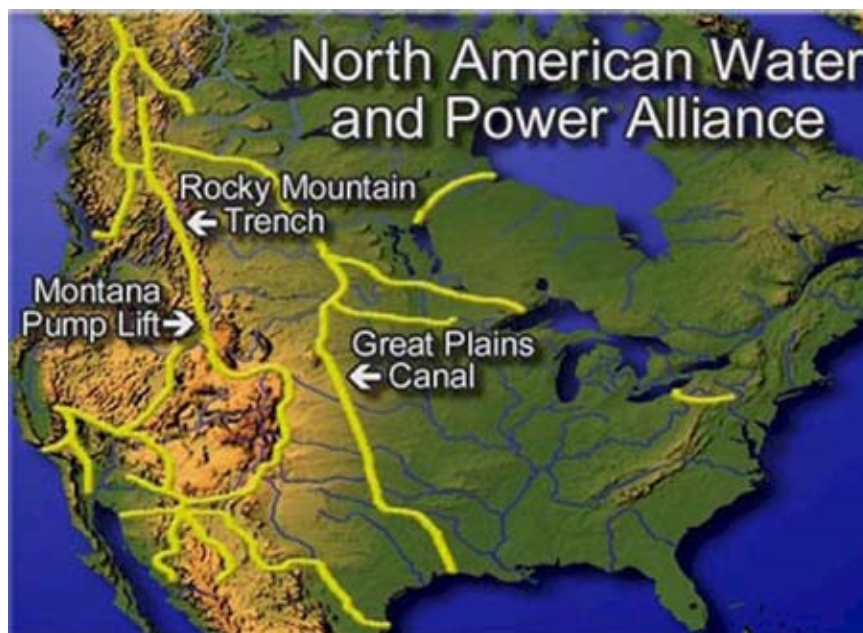 North American Water
and Power Alliance
Rocky Mountain
← Trench
Montana
Pump Lift →
Great Plains
← Canal